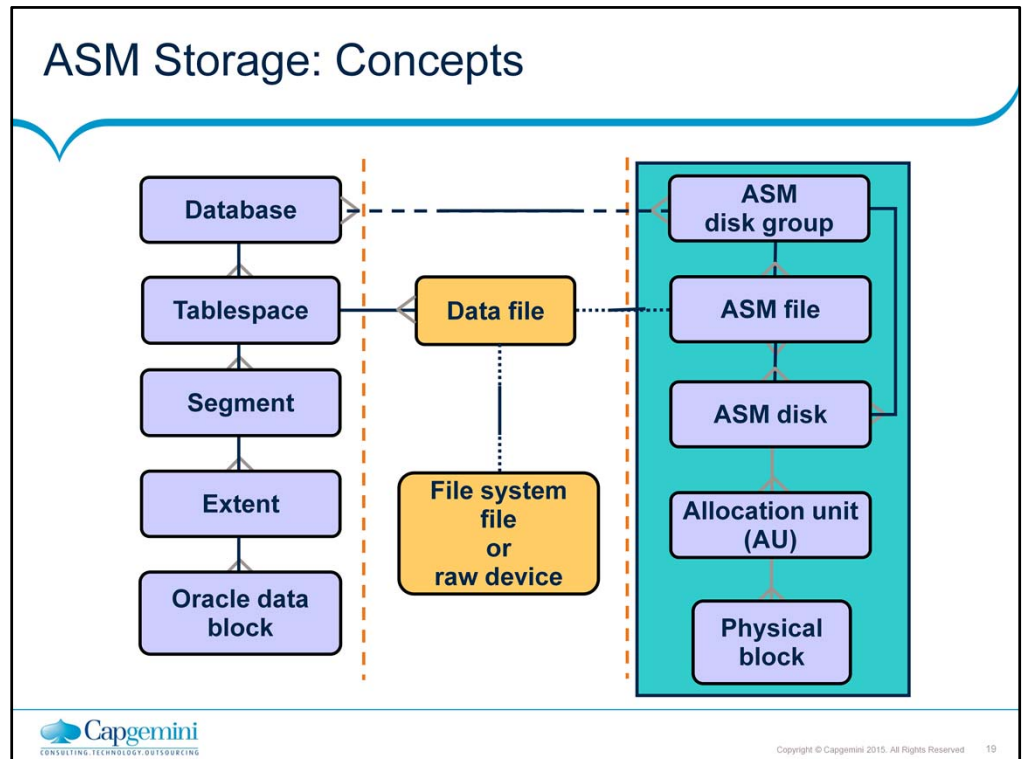 ASM Storage: Concepts
Database
Tablespace
Segment
Extent
Oracle data
block
Data file
File system
file
or
raw device
ASM
disk group
ASM file
ASM disk
Allocation unit
(AU)
Physical
block
Capgemini
CONSULTING.TECHNOLOGY.OUTSOURCING
Copyright © Capgemini 2015. All Rights Reserved 19